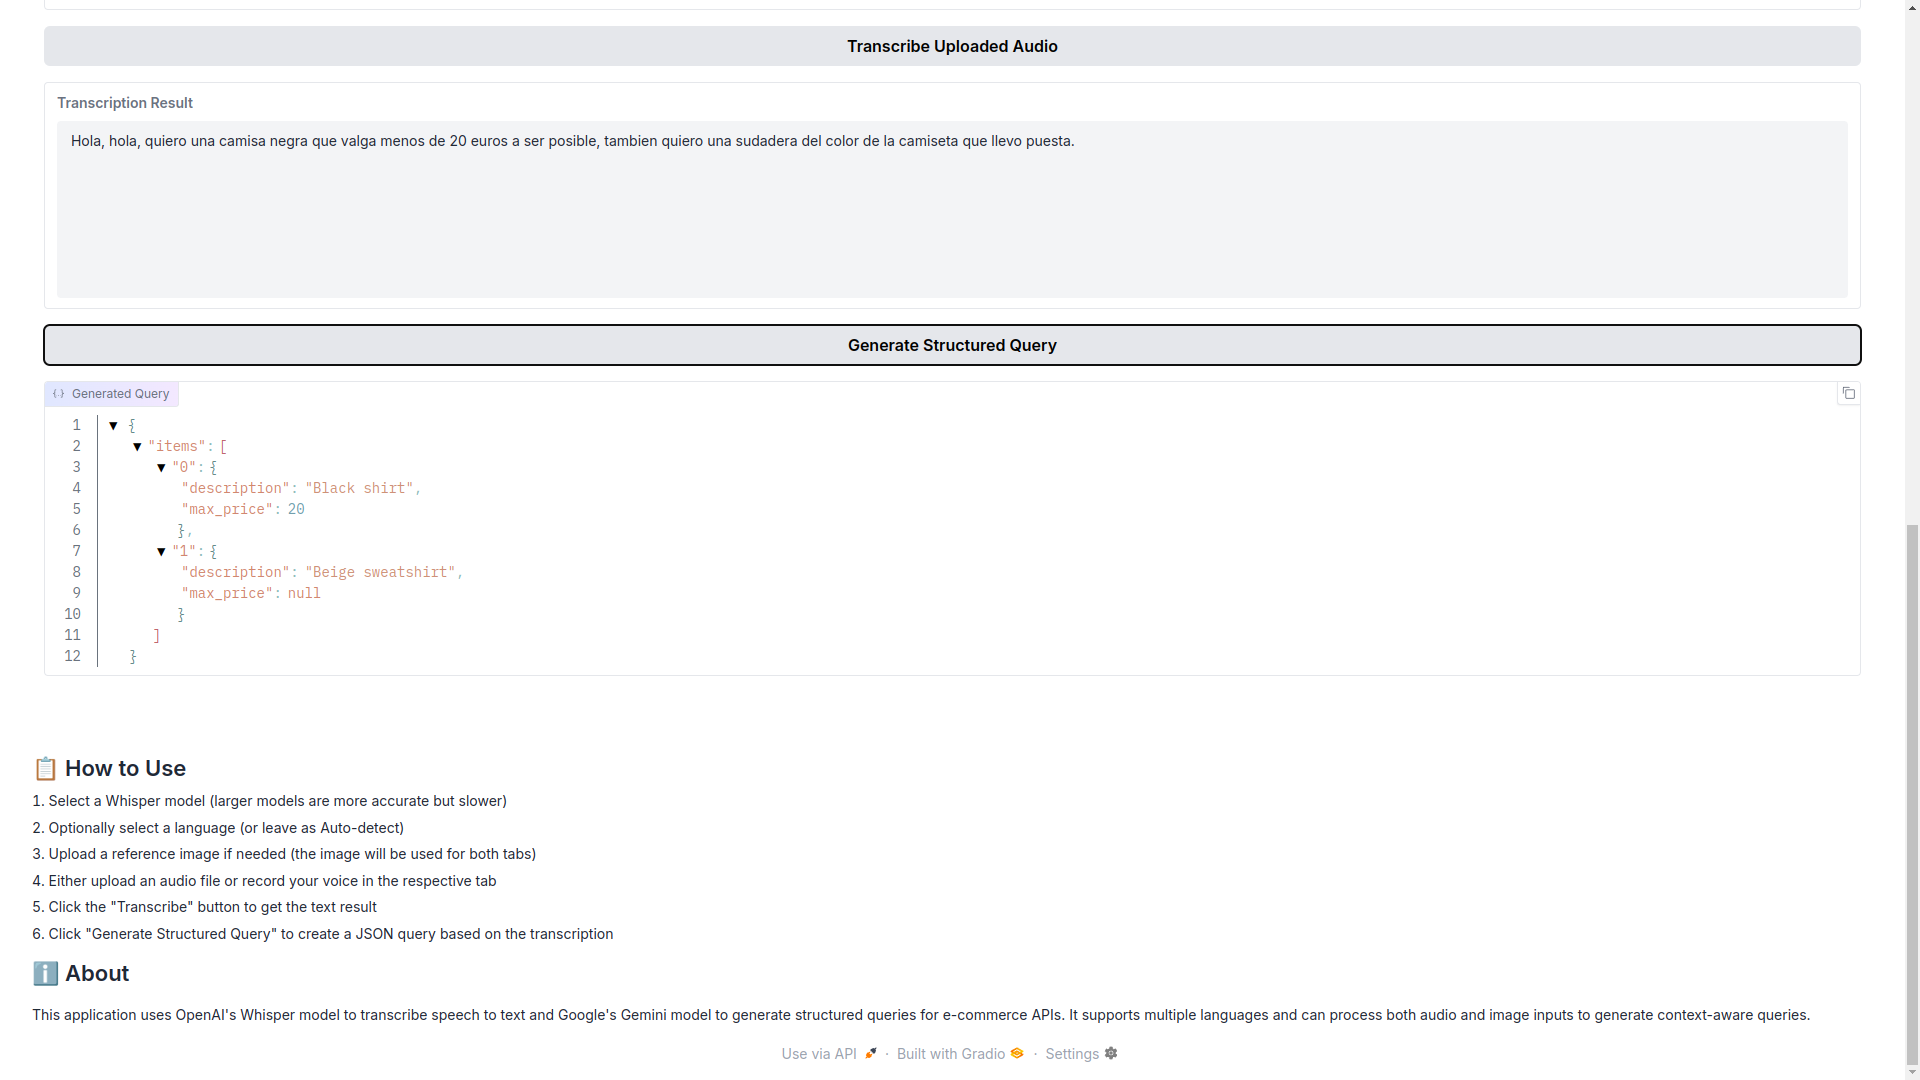 Transcribe Uploaded Audio
Transcription Result
Hola, hola, quiero una camisa negra que valga menos de 20 euros a ser posible, tambien quiero una sudadera del color de la camiseta que llevo puesta.
Generate Structured Query
Generated Query
1 {
2 "items": [
3 "0": {
4 "description": "Black shirt",
5 "max_price": 20
6 },
7 "1": {
8 "description": "Beige sweatshirt",
9 "max_price": null
10 }
11 ]
12 }
How to Use
1. Select a Whisper model (larger models are more accurate but slower)
2. Optionally select a language (or leave as Auto-detect)
3. Upload a reference image if needed (the image will be used for both tabs)
4. Either upload an audio file or record your voice in the respective tab
5. Click the "Transcribe" button to get the text result
6. Click "Generate Structured Query" to create a JSON query based on the transcription
About
This application uses OpenAI's Whisper model to transcribe speech to text and Google's Gemini model to generate structured queries for e-commerce APIs. It supports multiple languages and can process both audio and image inputs to generate context-aware queries.
Use via API · Built with Gradio · Settings